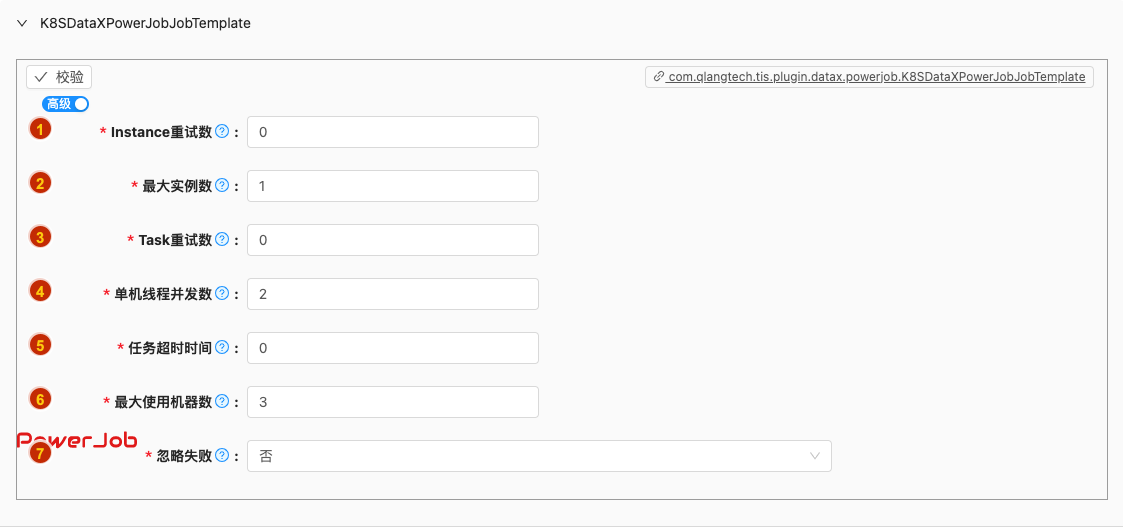 K8SDataXPowerJobJobTemplate
校验
com.qlangtech.tis.plugin.datax.powerjob.K8SDataXPowerJobJobTemplate
高级
1 * Instance重试数 ? : 0
2 * 最大实例数 ? : 1
3 * Task重试数 ? : 0
4 * 单机线程并发数 ? : 2
5 * 任务超时时间 ? : 0
6 * 最大使用机器数 ? : 3
PowerJob
7 * 忽略失败 ? : 否